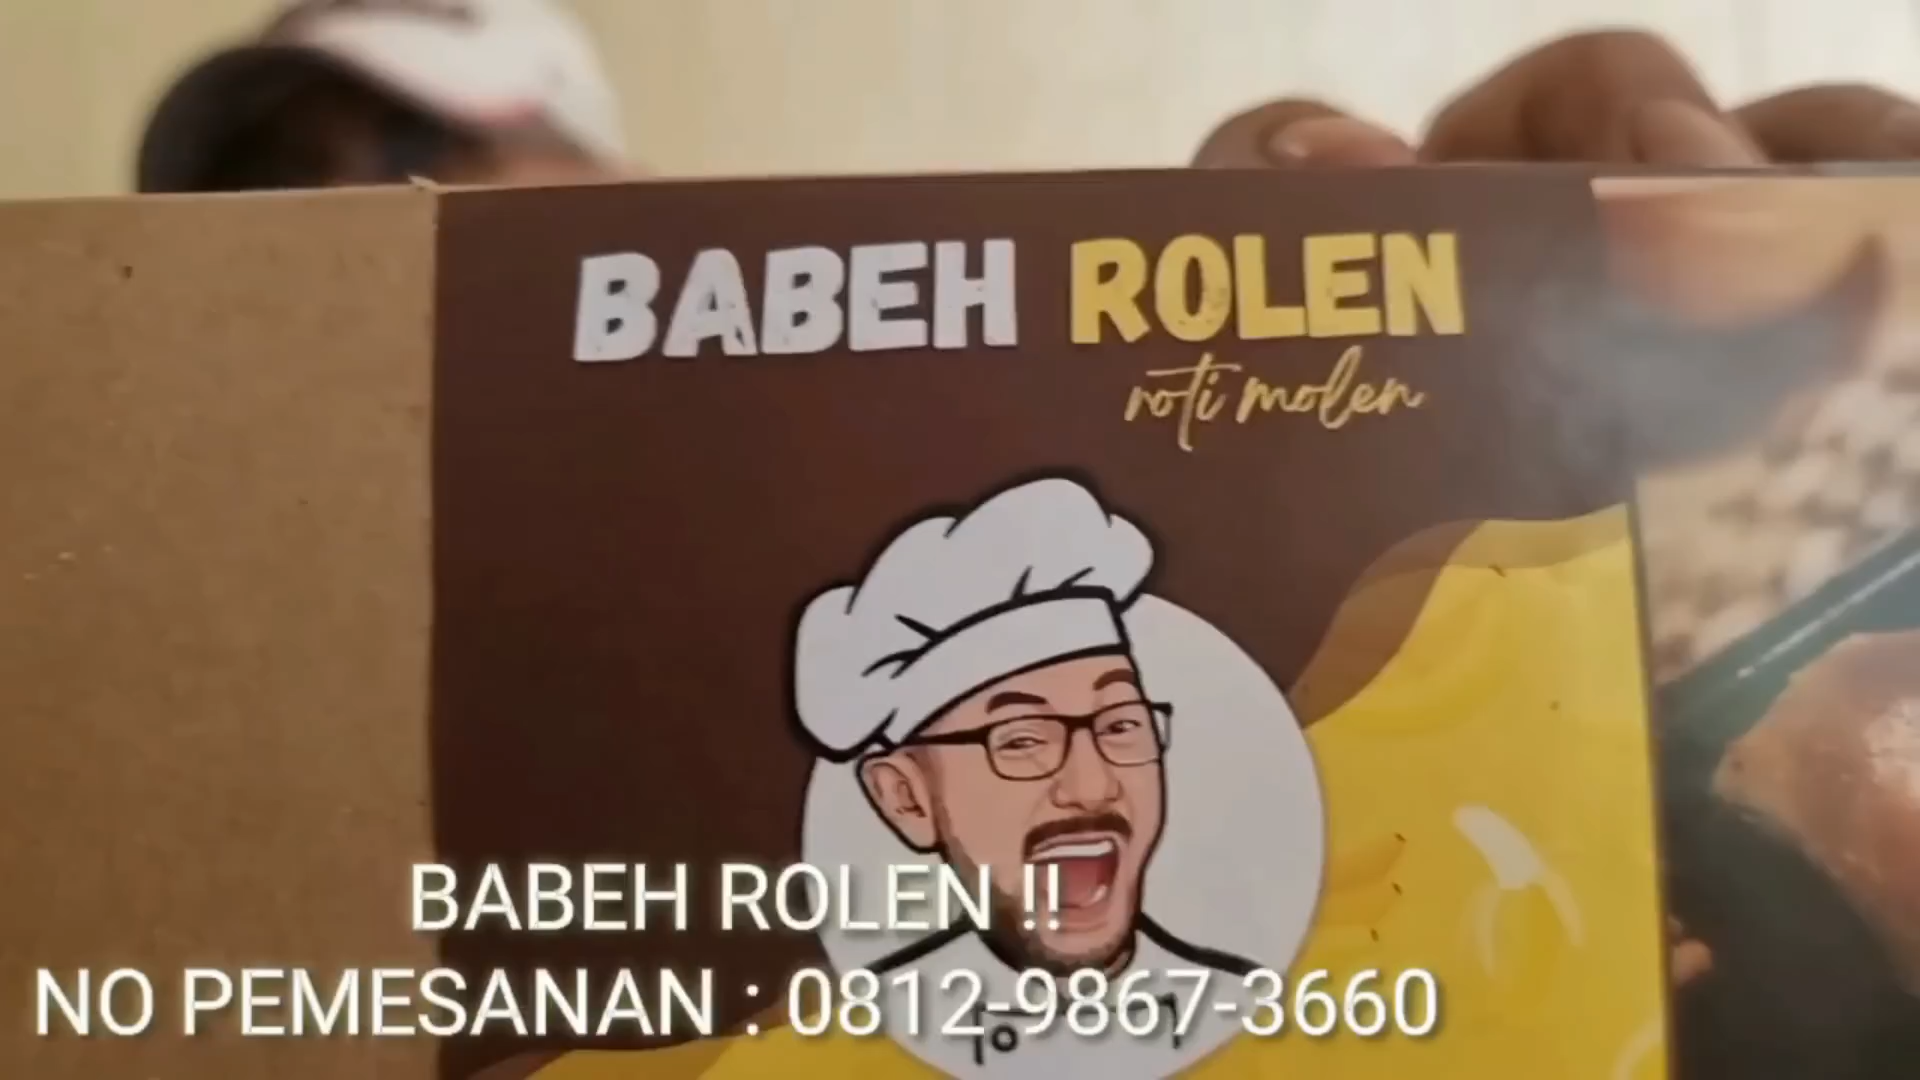 BABEH ROLEN
roti molen
BABEH ROLEN !!
NO PEMESANAN : 0812-9867-3660